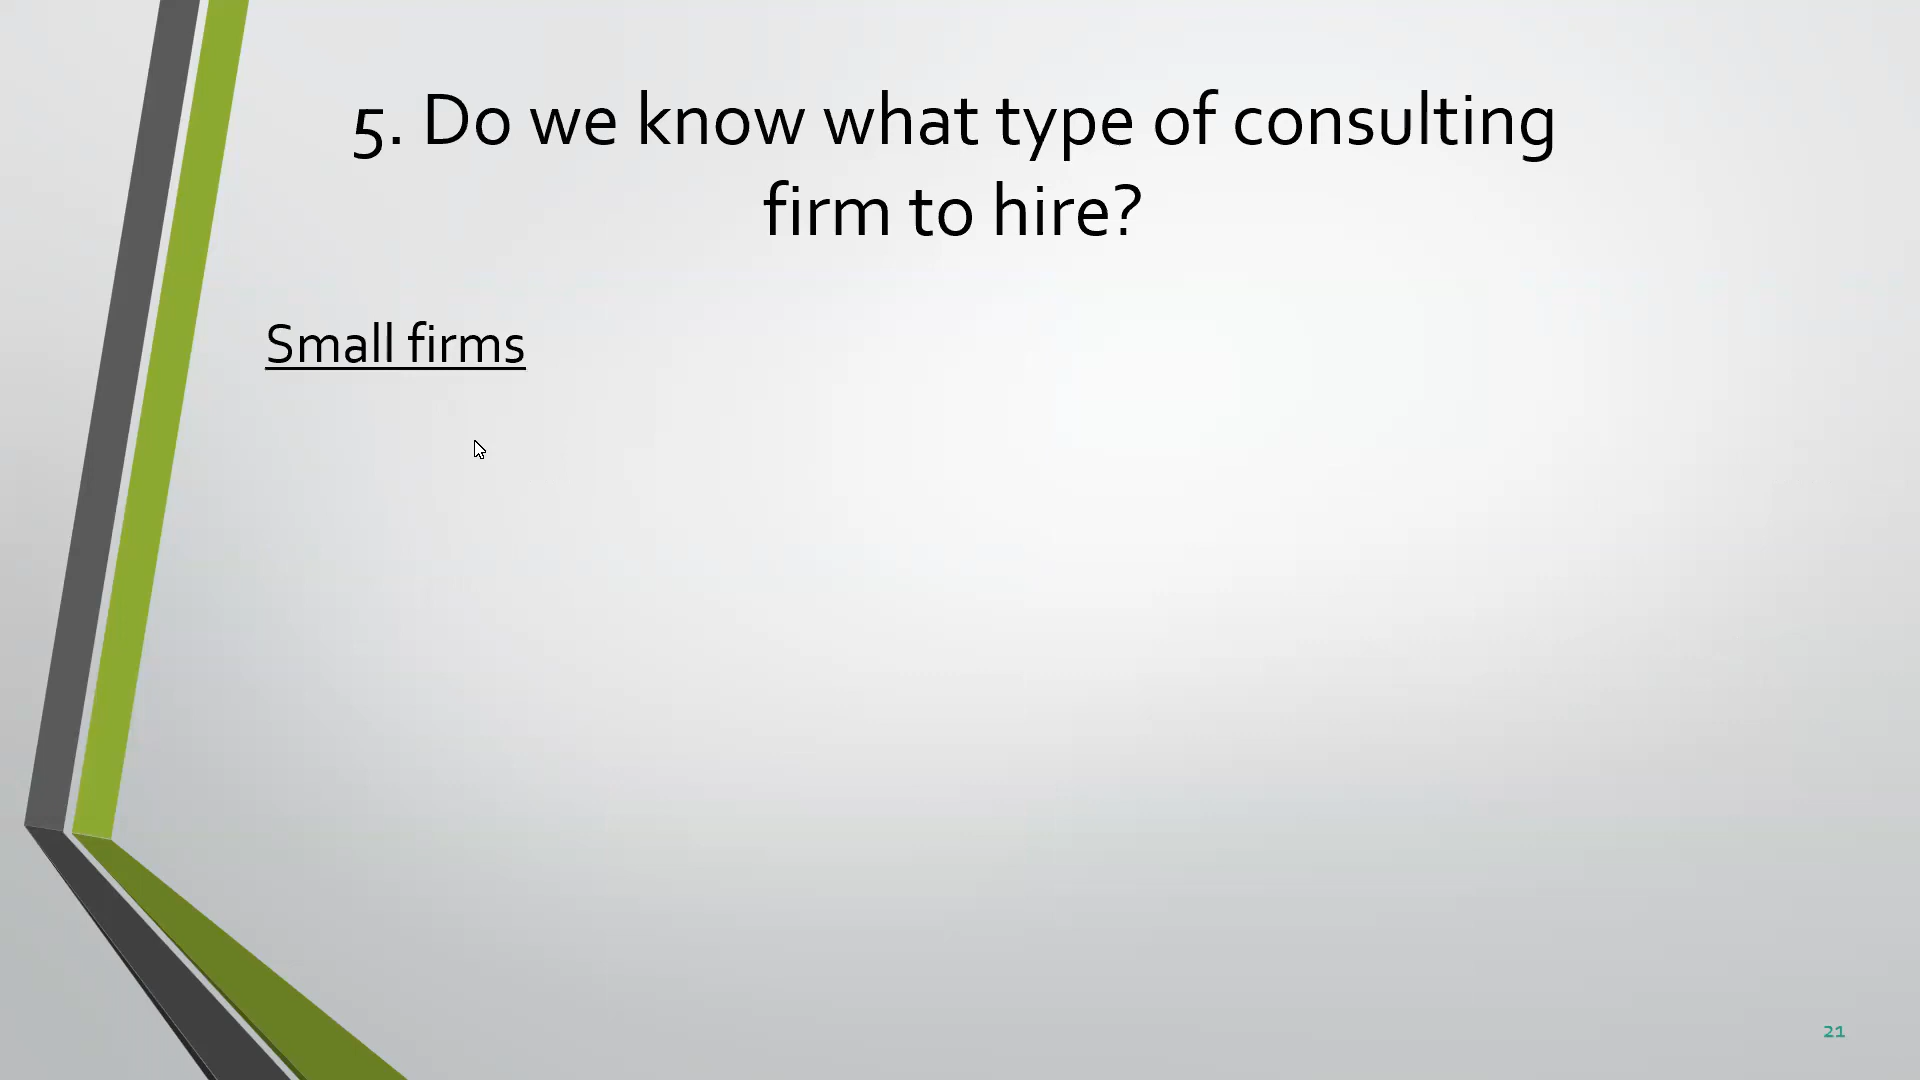 5. Do we know what type of consulting
firm to hire?
Small firms
21